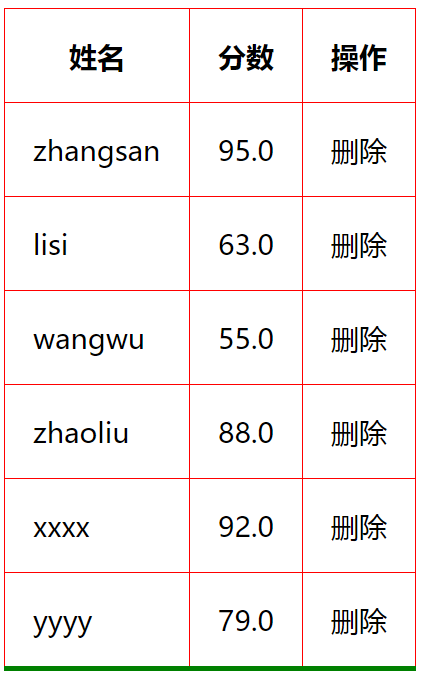 姓名 分数 操作
zhangsan 95.0 删除
lisi 63.0 删除
wangwu 55.0 删除
zhaoliu 88.0 删除
xxxx 92.0 删除
yyyy 79.0 删除